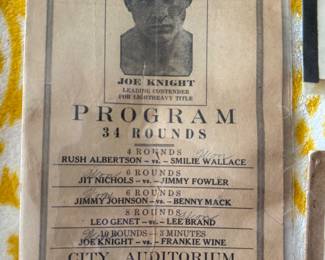 JOE KNIGHT
LEADING CONTENDER
FOR LIGHTHEAVY TITLE
PROGRAM
34 ROUNDS
4 ROUNDS
RUSH ALBERTSON -vs.- SMILIE WALLACE
6 ROUNDS
JIT NICHOLS -vs.- JIMMY FOWLER
6 ROUNDS
JIMMY JOHNSON -vs.- BENNY MACK
8 ROUNDS
LEO GENET -vs.- LEE BRAND
10 ROUNDS — 3 MINUTES
JOE KNIGHT -vs.- FRANKIE WINE
CITY AUDITORIUM